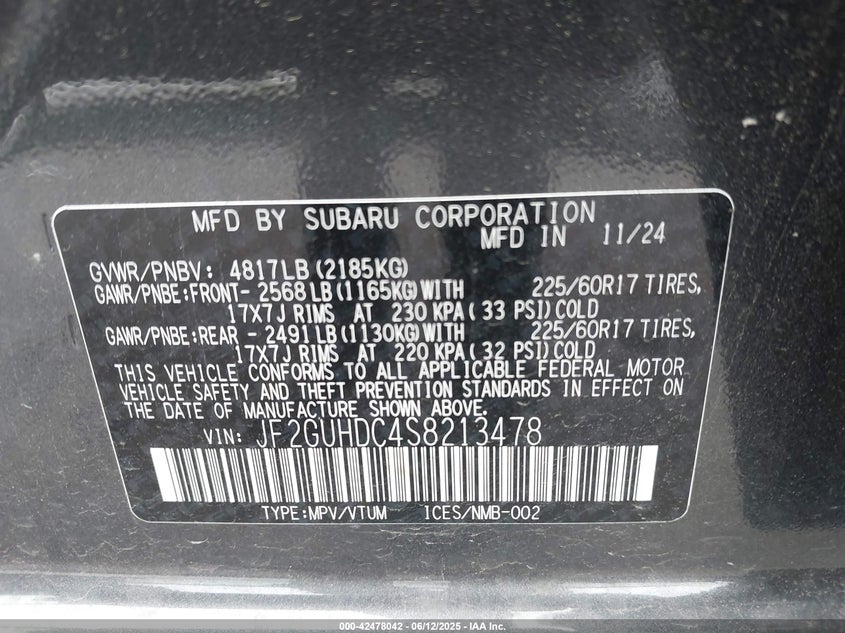 MFD BY SUBARU CORPORATION
MFD IN 11/24
GVWR/PNBV: 4817LB (2185KG)
GAWR/PNBE:FRONT- 2568LB (1165KG) WITH 225/60R17 TIRES,
17X7J RIMS AT 230 KPA ( 33 PSI) COLD
GAWR/PNBE:REAR - 2491LB (1130KG) WITH 225/60R17 TIRES,
17X7J RIMS AT 220 KPA ( 32 PSI) COLD
THIS VEHICLE CONFORMS TO ALL APPLICABLE FEDERAL MOTOR
VEHICLE SAFETY AND THEFT PREVENTION STANDARDS IN EFFECT ON
THE DATE OF MANUFACTURE SHOWN ABOVE.
VIN: JF2GUHDC4S8213478
TYPE:MPV/VTUM ICES/NMB-002
000-42478042 - 06/12/2025 - IAA Inc.